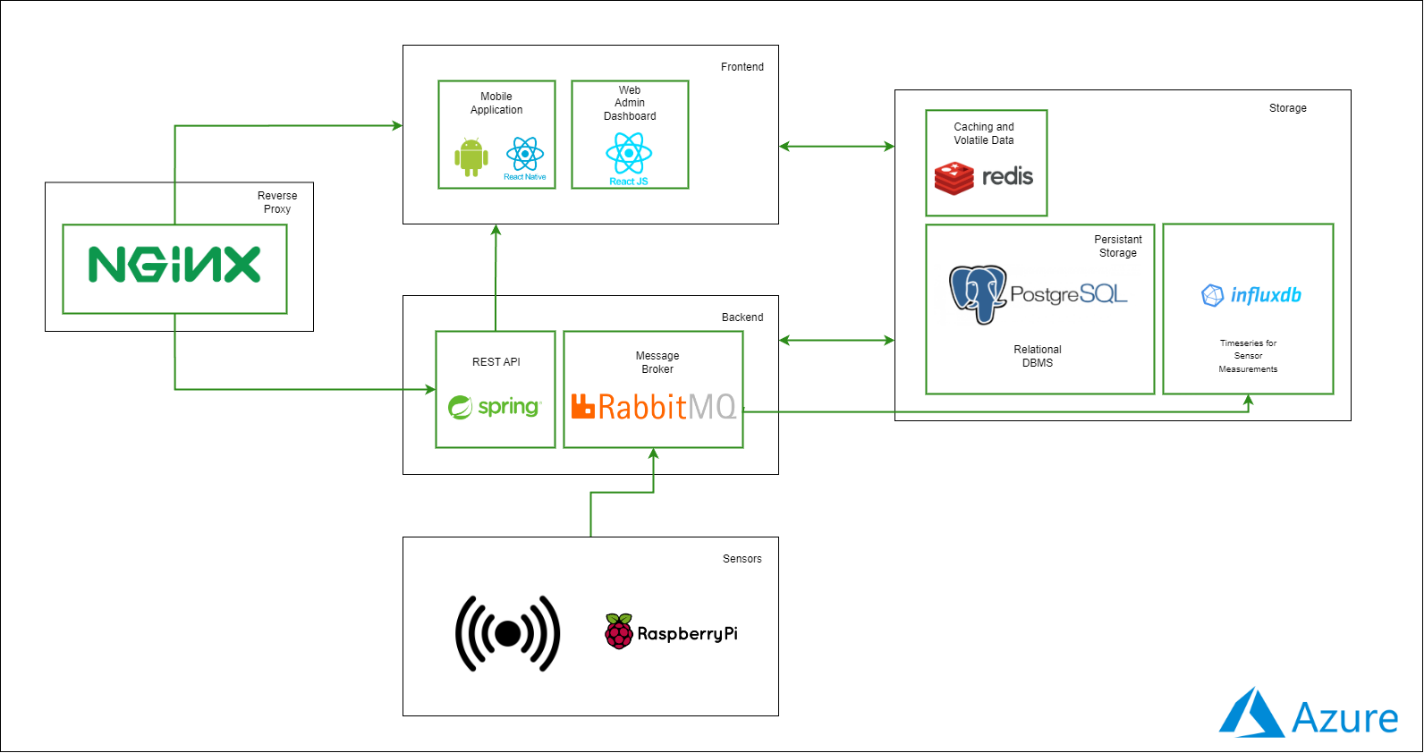 Frontend
Mobile
Application
React Native
Web
Admin
Dashboard
React JS
Storage
Caching and
Volatile Data
redis
Reverse
Proxy
NGINX
Persistant
Storage
PostgreSQL
Relational
DBMS
influxdb
Timeseries for
Sensor
Measurements
Backend
REST API
spring
Message
Broker
RabbitMQ
Sensors
RaspberryPi
Azure